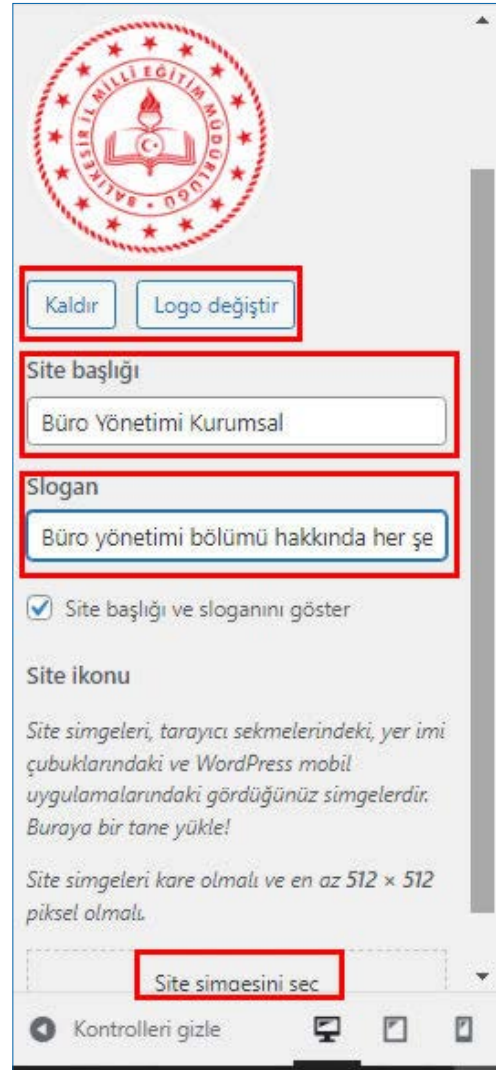 BALIKESİR İL MİLLİ EĞİTİM MÜDÜRLÜĞÜ
Kaldır
Logo değiştir
Site başlığı
Büro Yönetimi Kurumsal
Slogan
Büro yönetimi bölümü hakkında her şe
Site başlığı ve sloganını göster
Site ikonu
Site simgeleri, tarayıcı sekmelerindeki, yer imi
çubuklarındaki ve WordPress mobil
uygulamalarındaki gördüğünüz simgelerdir.
Buraya bir tane yükle!
Site simgeleri kare olmalı ve en az 512 × 512
piksel olmalı.
Site simgesini seç
Kontrolleri gizle